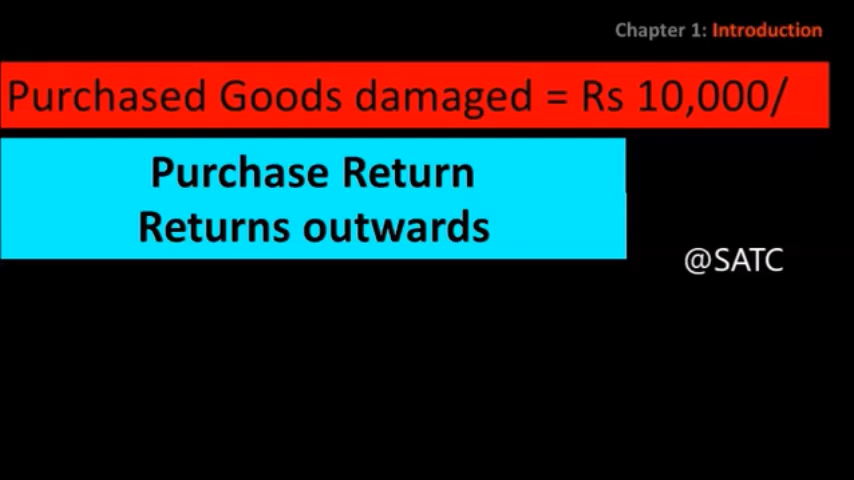 Chapter 1: Introduction
Purchased Goods damaged = Rs 10,000/
Purchase Return
Returns outwards
@SATC